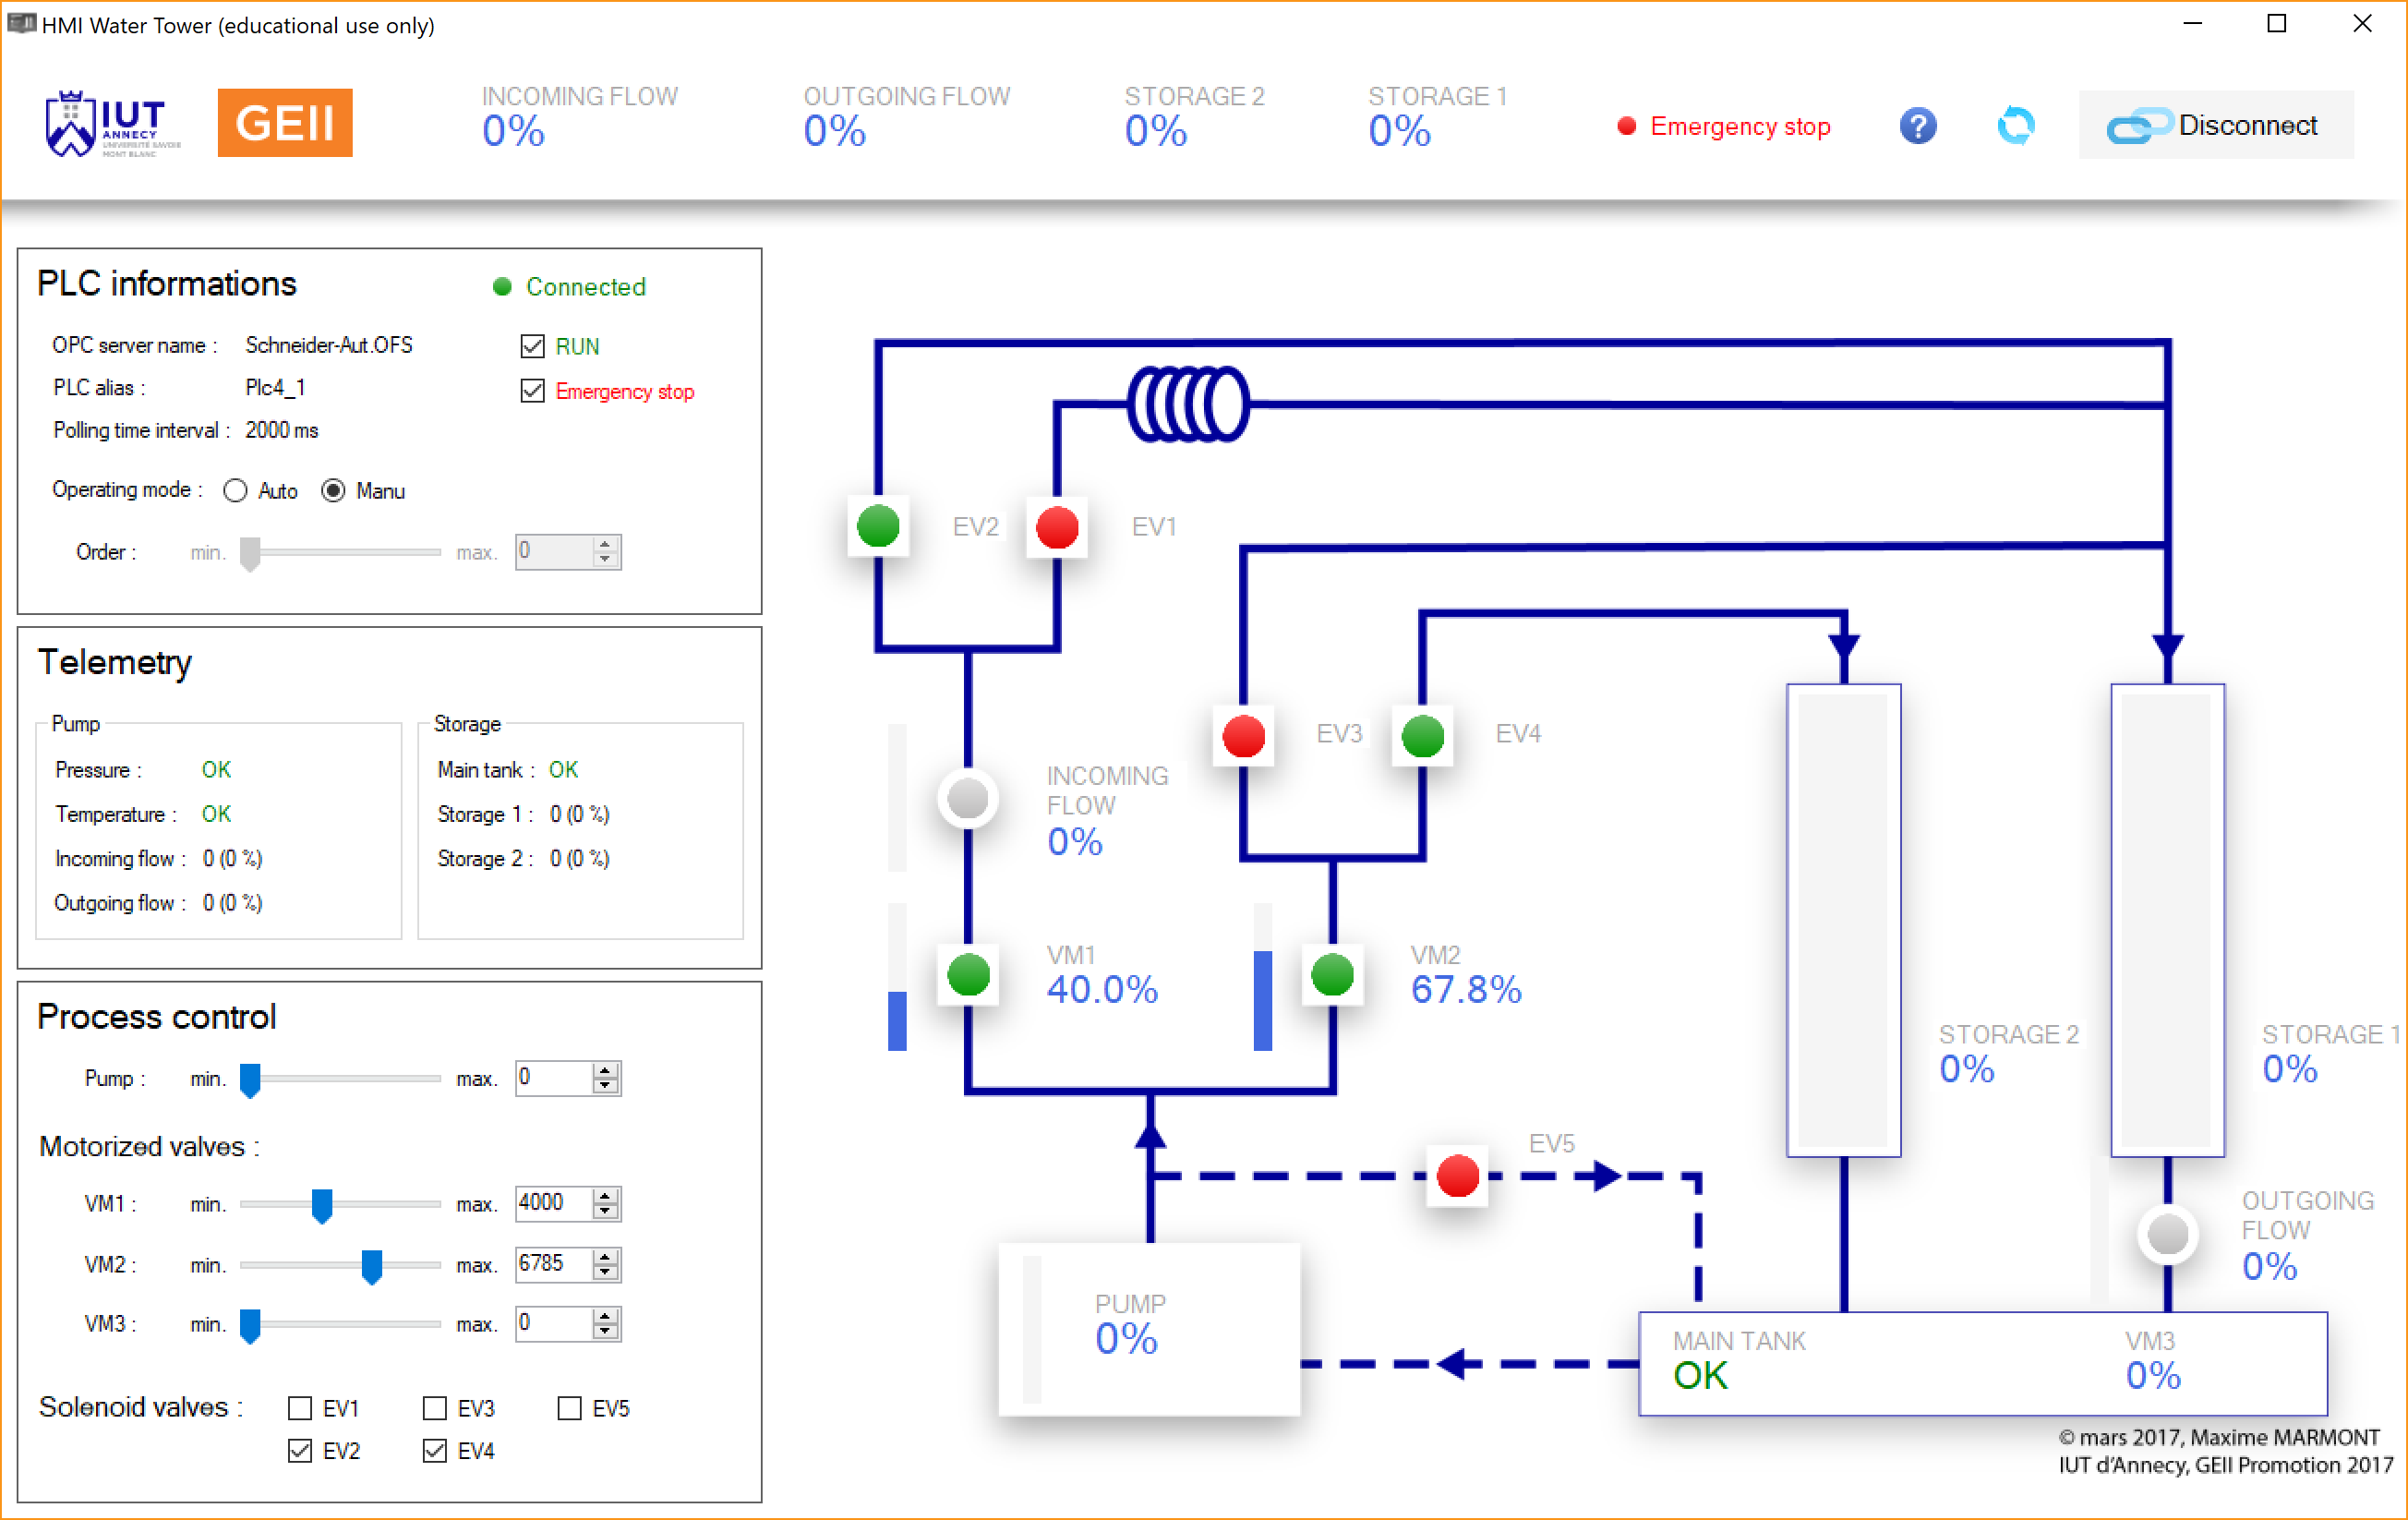 HMI Water Tower (educational use only)
IUT
ANNECY
UNIVERSITÉ SAVOIE
MONT BLANC
GEII
INCOMING FLOW
0%
OUTGOING FLOW
0%
STORAGE 2
0%
STORAGE 1
0%
Emergency stop
?
Disconnect
PLC informations
Connected
OPC server name : Schneider-Aut.OFS
RUN
PLC alias : Plc4_1
Emergency stop
Polling time interval : 2000 ms
Operating mode : Auto Manu
Order : min. max. 0
Telemetry
Pump
Pressure : OK
Temperature : OK
Incoming flow : 0 (0 %)
Outgoing flow : 0 (0 %)
Storage
Main tank : OK
Storage 1 : 0 (0 %)
Storage 2 : 0 (0 %)
Process control
Pump : min. max. 0
Motorized valves :
VM1 : min. max. 4000
VM2 : min. max. 6785
VM3 : min. max. 0
Solenoid valves : EV1 EV3 EV5
EV2 EV4
EV2
EV1
EV3
EV4
INCOMING
FLOW
0%
VM1
40.0%
VM2
67.8%
STORAGE 2
0%
STORAGE 1
0%
EV5
OUTGOING
FLOW
0%
PUMP
0%
MAIN TANK
OK
VM3
0%
© mars 2017, Maxime MARMONT
IUT d'Annecy, GEII Promotion 2017